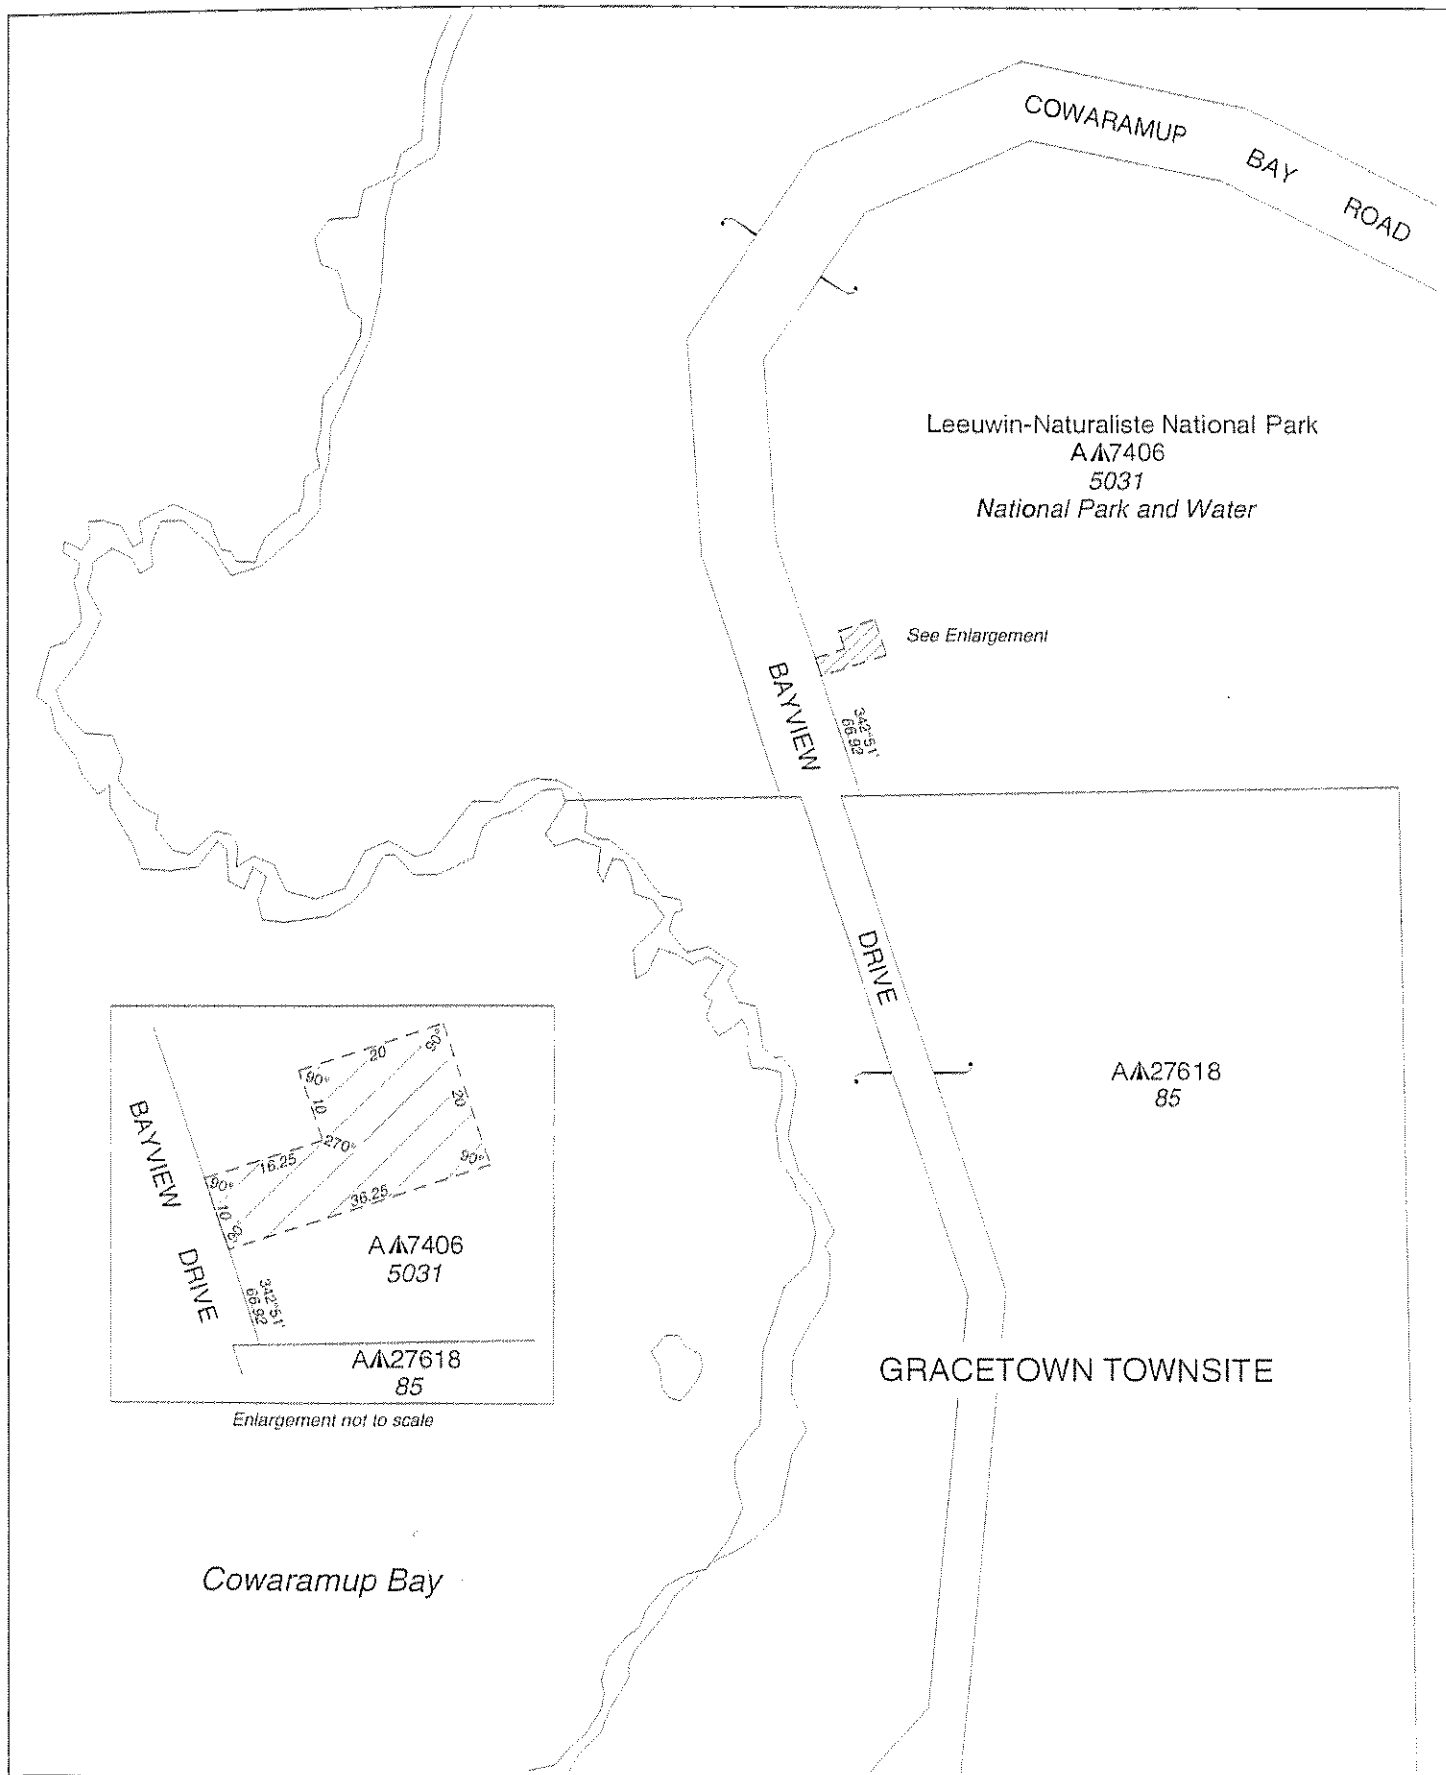 COWARAMUP BAY ROAD
Leeuwin-Naturaliste National Park
A 7406
5031
National Park and Water
See Enlargement
BAYVIEW
342°51'
66.92
DRIVE
A 27618
85
GRACETOWN TOWNSITE
20
90°
90°
10
20
270°
16.25
90°
90°
10
90°
36.25
BAYVIEW DRIVE
A 7406
5031
342°51'
66.92
A 27618
85
Enlargement not to scale
Cowaramup Bay